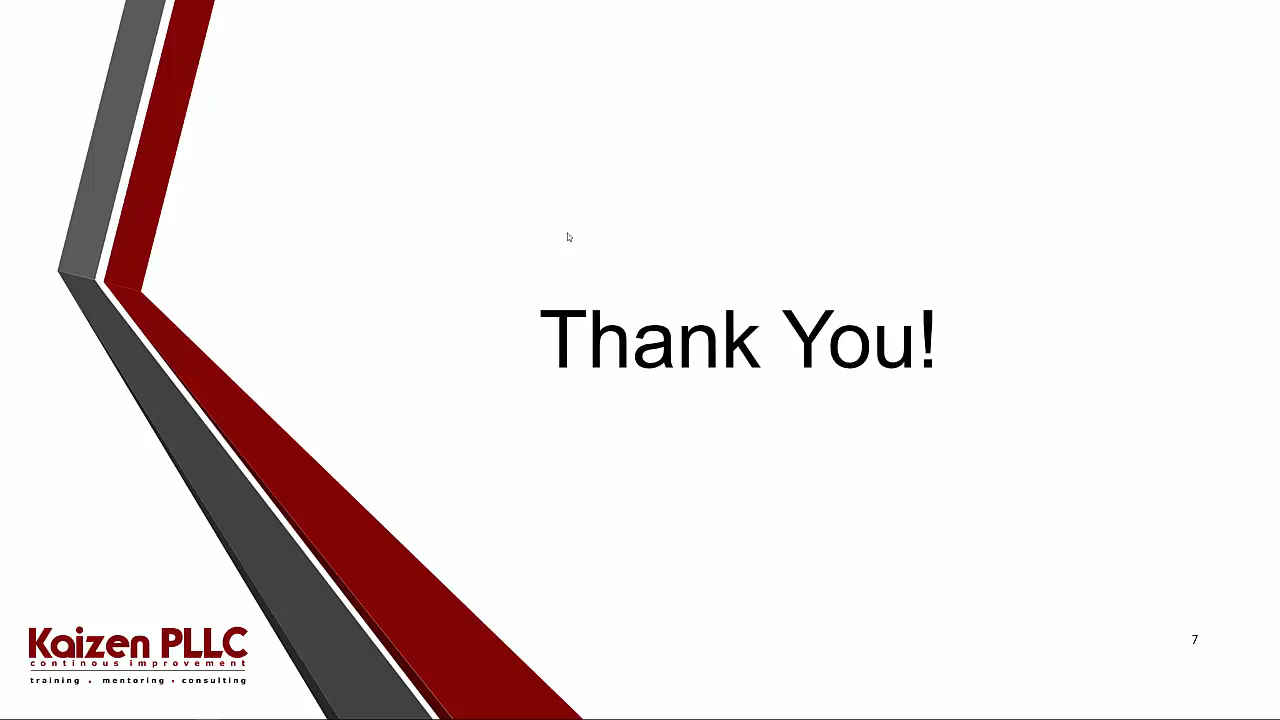 Thank You!
7
Kaizen PLLC
continous improvement
training . mentoring . consulting